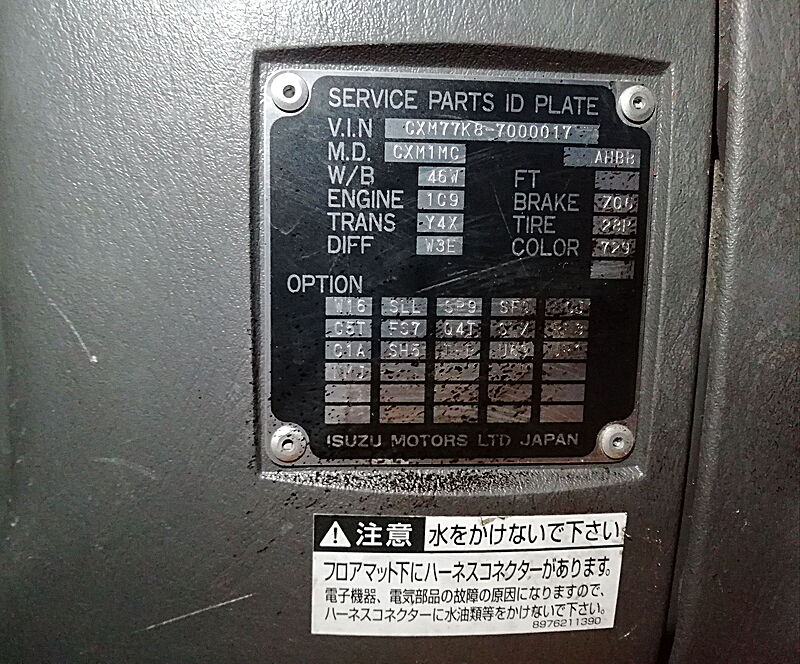 SERVICE PARTS ID PLATE
V.I.N CXM77K8-7000017
M.D. CXM1MC AHBB
W/B 46W FT
ENGINE 1C9 BRAKE ZC6
TRANS Y4X TIRE 28P
DIFF W3E COLOR 729
OPTION
W16 SLL SP9
C5T FS7 Q4T
C1A SH5
ISUZU MOTORS LTD JAPAN
注意 水をかけないで下さい
フロアマット下にハーネスコネクターがあります。
電子機器、電気部品の故障の原因になりますので、
ハーネスコネクターに水油類等をかけないで下さい。
8976211390